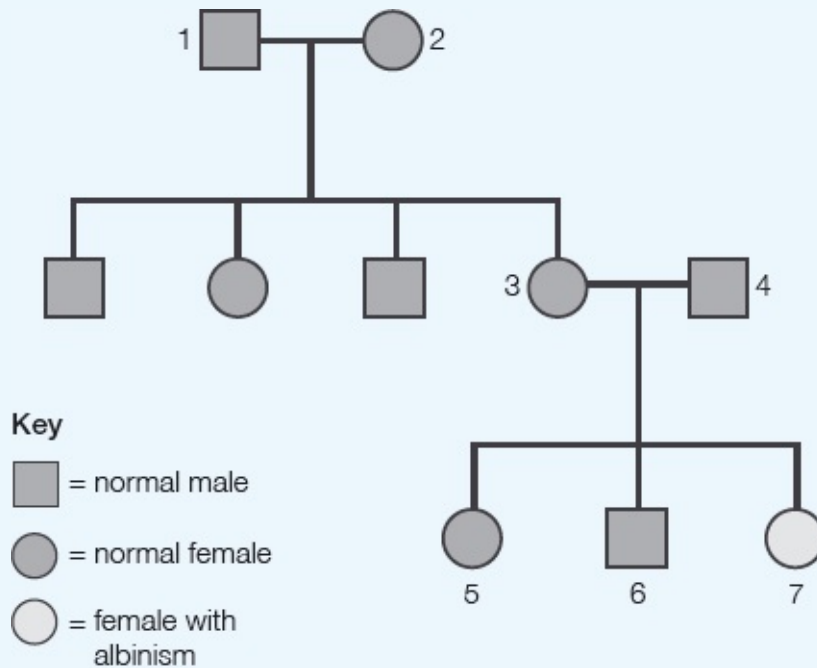 1
2
3
4
Key
= normal male
= normal female
= female with
albinism
5
6
7